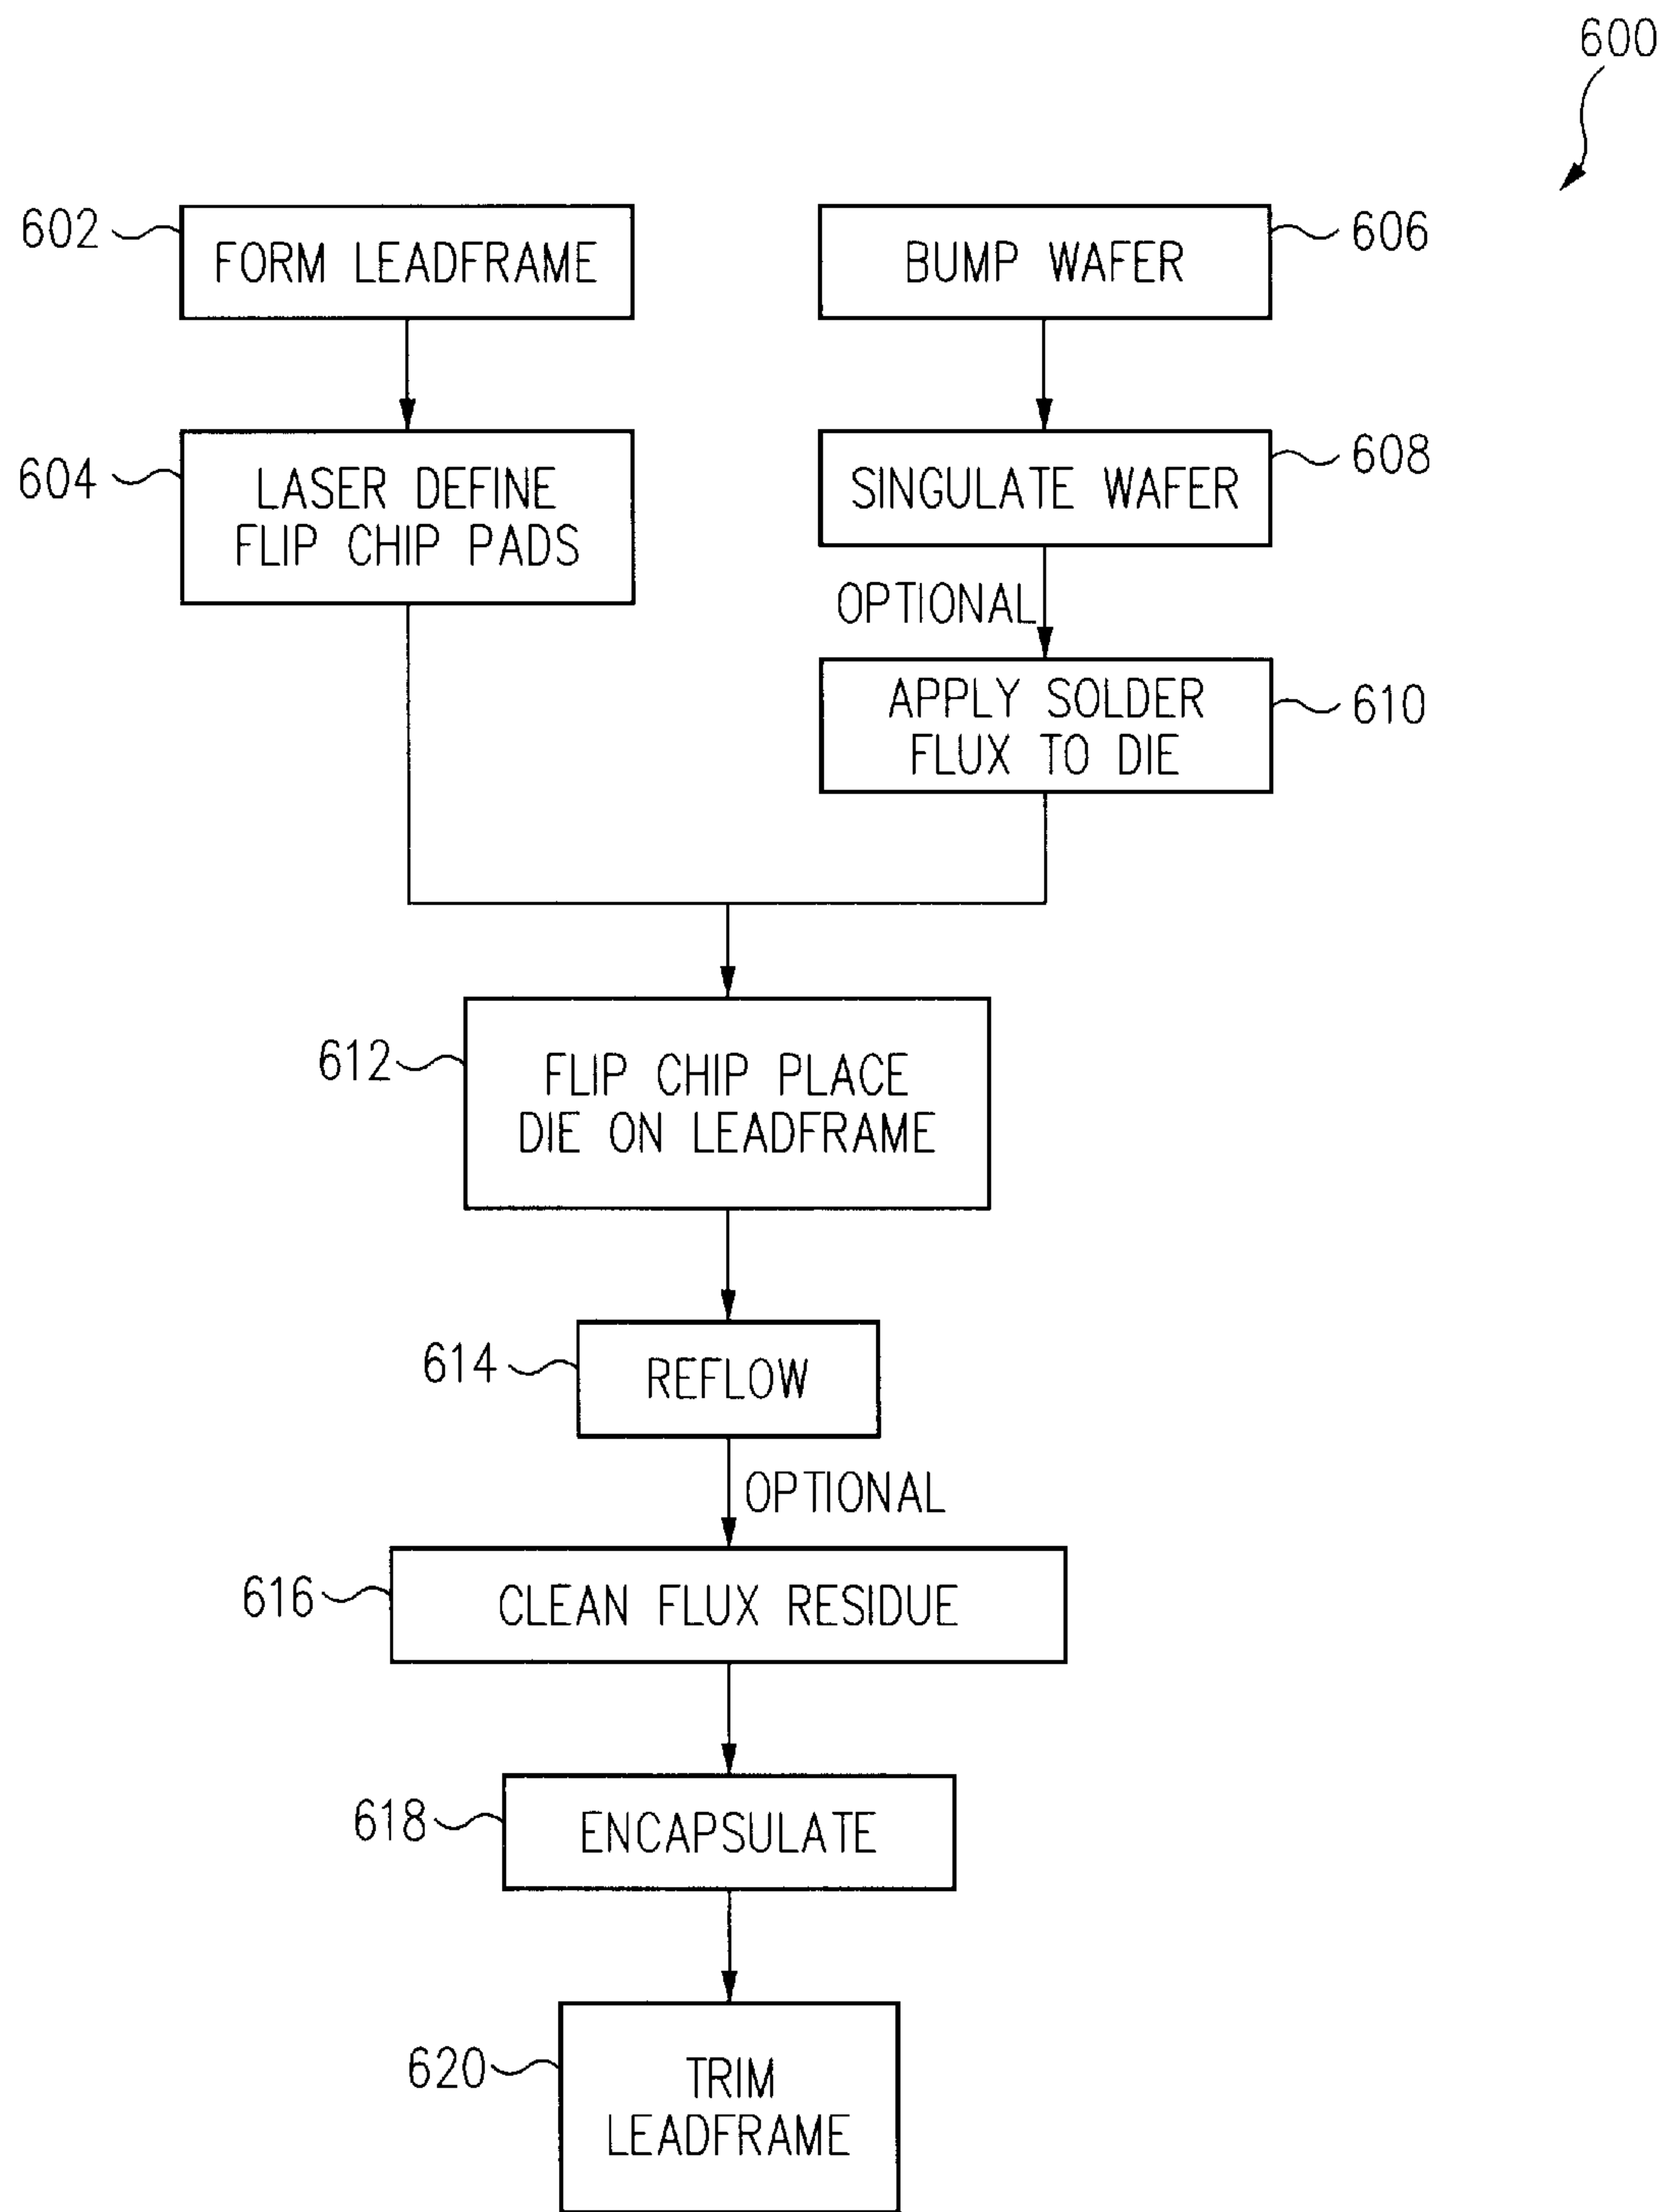 600
602
FORM LEADFRAME
BUMP WAFER
606
604
LASER DEFINE
FLIP CHIP PADS
SINGULATE WAFER
608
OPTIONAL
APPLY SOLDER
FLUX TO DIE
610
612
FLIP CHIP PLACE
DIE ON LEADFRAME
614
REFLOW
OPTIONAL
616
CLEAN FLUX RESIDUE
618
ENCAPSULATE
620
TRIM
LEADFRAME